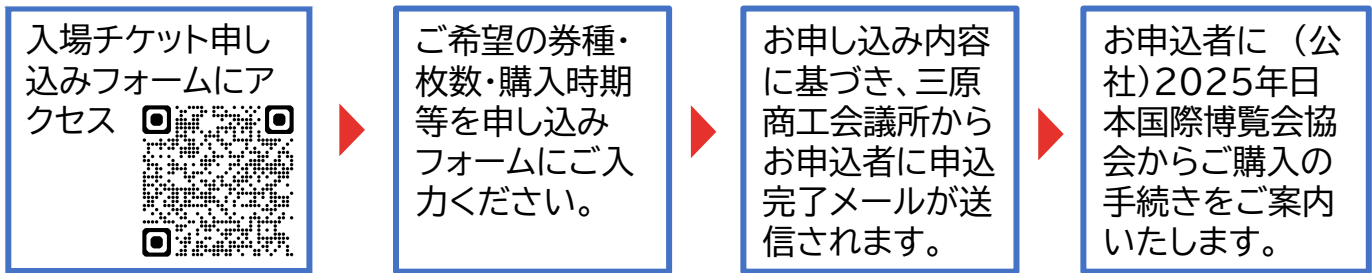 入場チケット申し
込みフォームにア
クセス
ご希望の券種・
枚数・購入時期
等を申し込み
フォームにご入
力ください。
お申し込み内容
に基づき、三原
商工会議所から
お申込者に申込
完了メールが送
信されます。
お申込者に （公
社）2025年日
本国際博覧会協
会からご購入の
手続きをご案内
いたします。